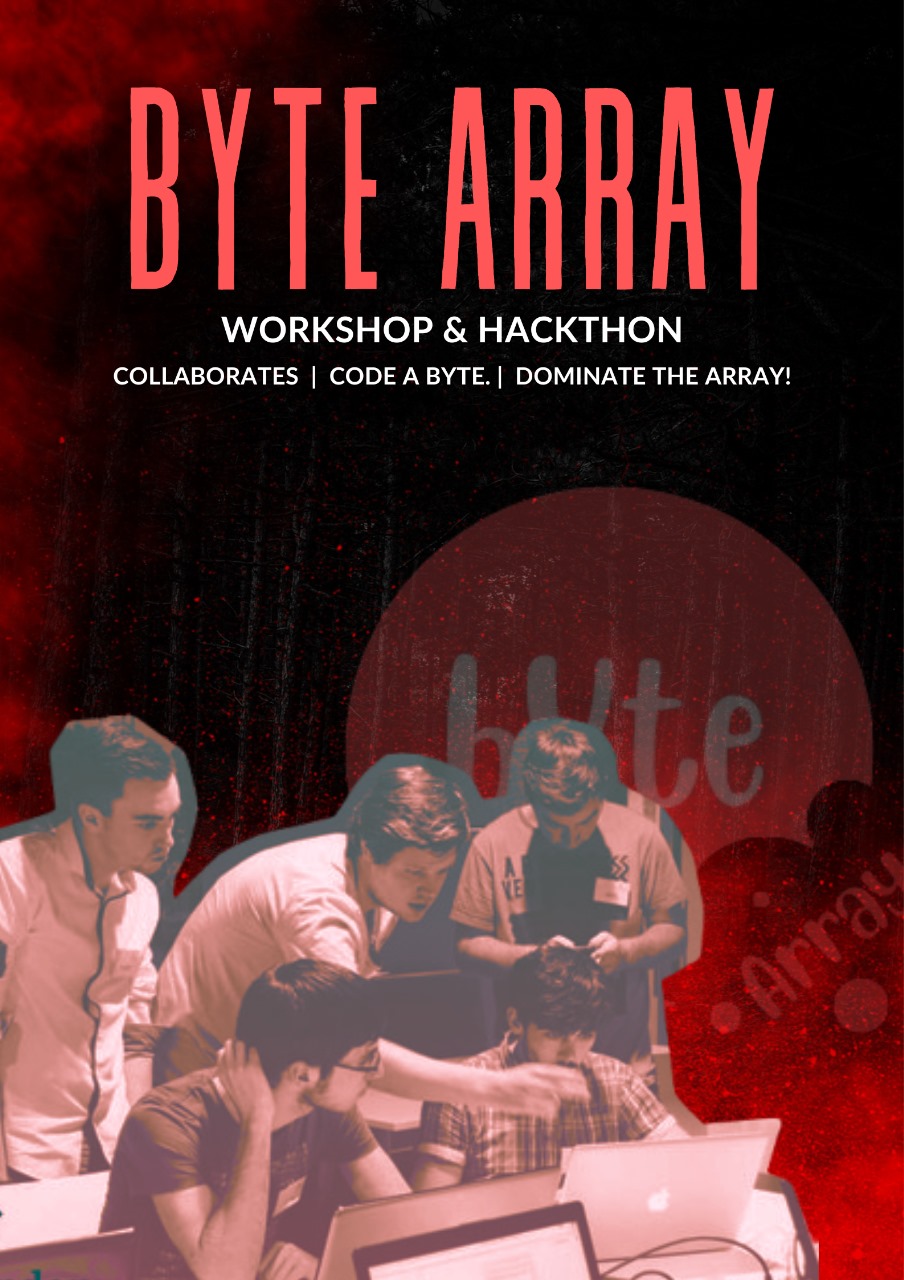 BYTE ARRAY
WORKSHOP & HACKTHON
COLLABORATES | CODE A BYTE. | DOMINATE THE ARRAY!
byte
Array